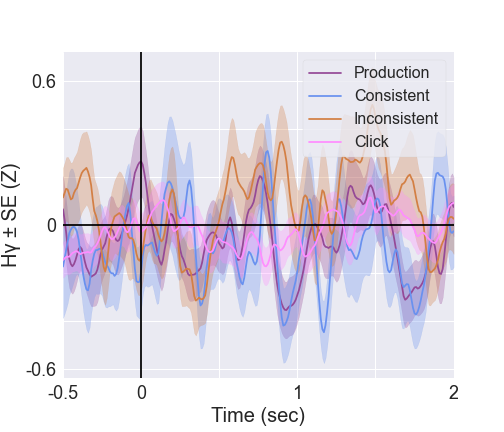 Production
Consistent
Inconsistent
Click
0.6
0
-0.6
Hγ ± SE (Z)
-0.5 0 1 2
Time (sec)